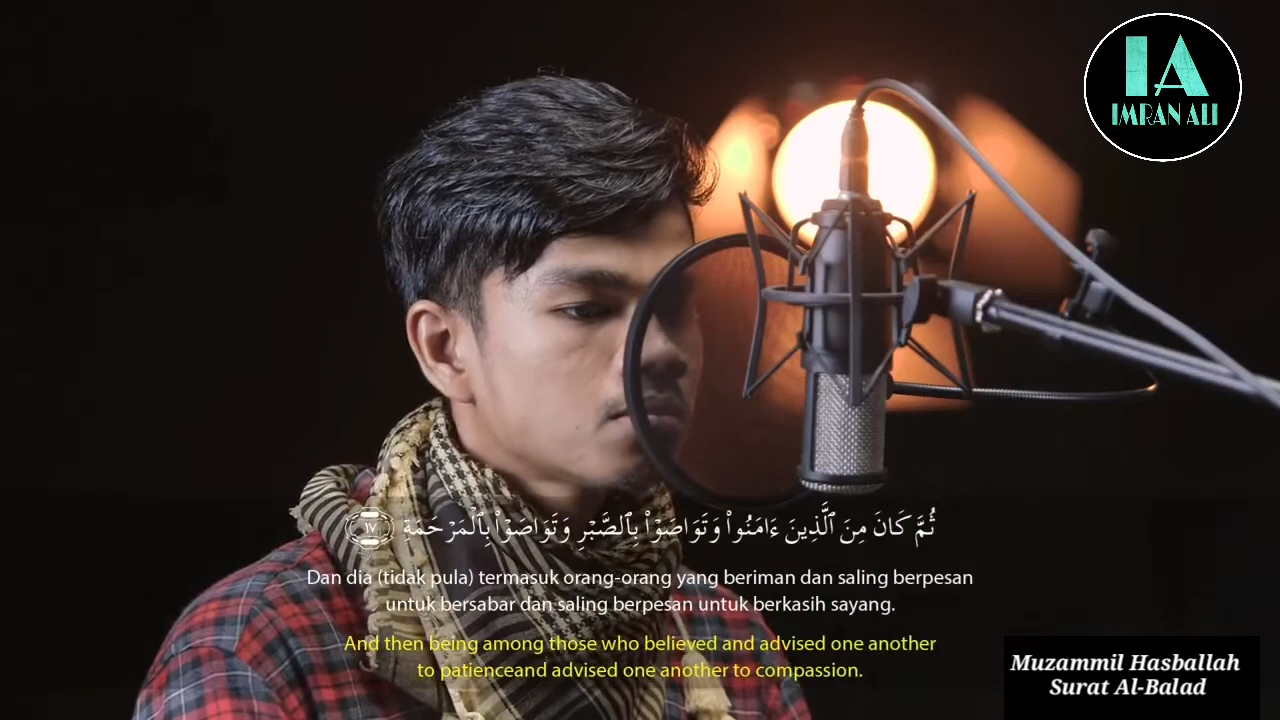 IA
IMRAN ALI
ثُمَّ كَانَ مِنَ ٱلَّذِينَ ءَامَنُوا۟ وَتَوَاصَوْا۟ بِٱلصَّبْرِ وَتَوَاصَوْا۟ بِٱلْمَرْحَمَةِ ١٧
Dan dia (tidak pula) termasuk orang-orang yang beriman dan saling berpesan
untuk bersabar dan saling berpesan untuk berkasih sayang.
And then being among those who believed and advised one another
to patienceand advised one another to compassion.
Muzammil Hasballah
Surat Al-Balad